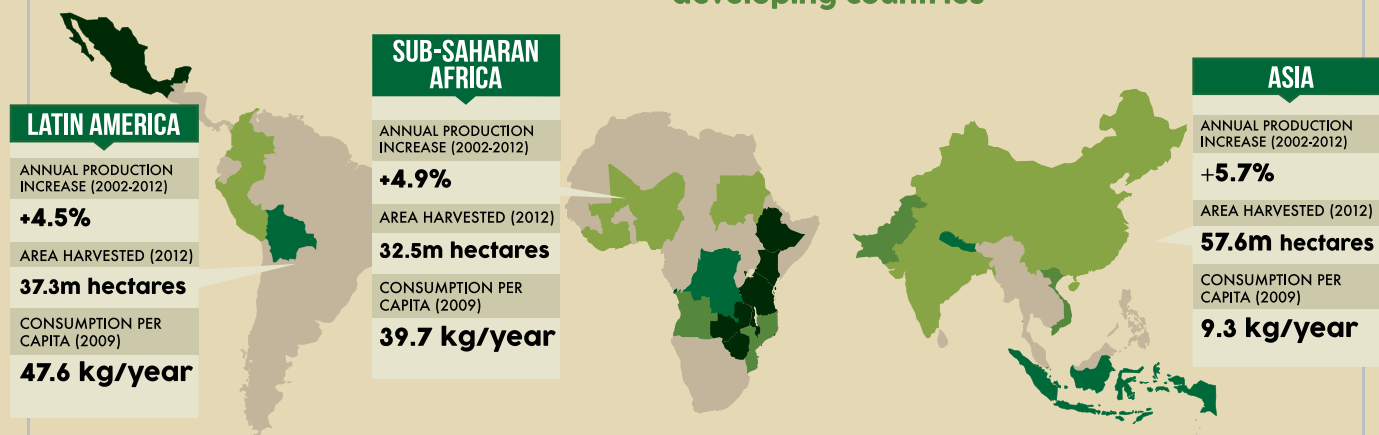 developing countries
LATIN AMERICA
ANNUAL PRODUCTION
INCREASE (2002-2012)
+4.5%
AREA HARVESTED (2012)
37.3m hectares
CONSUMPTION PER
CAPITA (2009)
47.6 kg/year
SUB-SAHARAN
AFRICA
ANNUAL PRODUCTION
INCREASE (2002-2012)
+4.9%
AREA HARVESTED (2012)
32.5m hectares
CONSUMPTION PER
CAPITA (2009)
39.7 kg/year
ASIA
ANNUAL PRODUCTION
INCREASE (2002-2012)
+5.7%
AREA HARVESTED (2012)
57.6m hectares
CONSUMPTION PER
CAPITA (2009)
9.3 kg/year